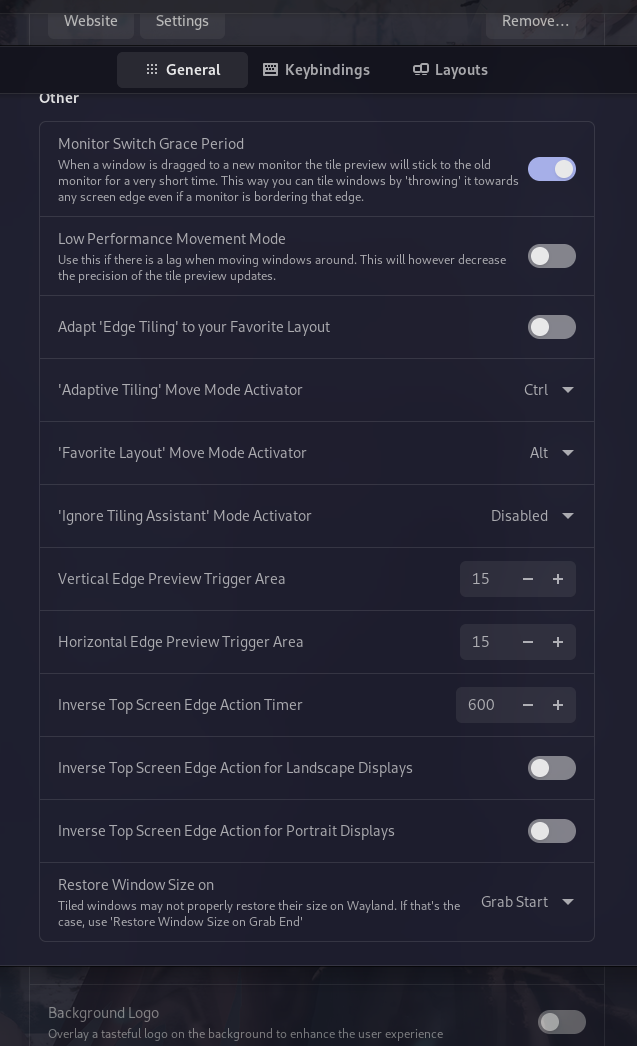 Website Settings Remove...
General Keybindings Layouts
Other
Monitor Switch Grace Period
When a window is dragged to a new monitor the tile preview will stick to the old
monitor for a very short time. This way you can tile windows by 'throwing' it towards
any screen edge even if a monitor is bordering that edge.
Low Performance Movement Mode
Use this if there is a lag when moving windows around. This will however decrease
the precision of the tile preview updates.
Adapt 'Edge Tiling' to your Favorite Layout
'Adaptive Tiling' Move Mode Activator Ctrl
'Favorite Layout' Move Mode Activator Alt
'Ignore Tiling Assistant' Mode Activator Disabled
Vertical Edge Preview Trigger Area 15 − +
Horizontal Edge Preview Trigger Area 15 − +
Inverse Top Screen Edge Action Timer 600 − +
Inverse Top Screen Edge Action for Landscape Displays
Inverse Top Screen Edge Action for Portrait Displays
Restore Window Size on
Tiled windows may not properly restore their size on Wayland. If that's the
case, use 'Restore Window Size on Grab End'
Grab Start
Background Logo
Overlay a tasteful logo on the background to enhance the user experience